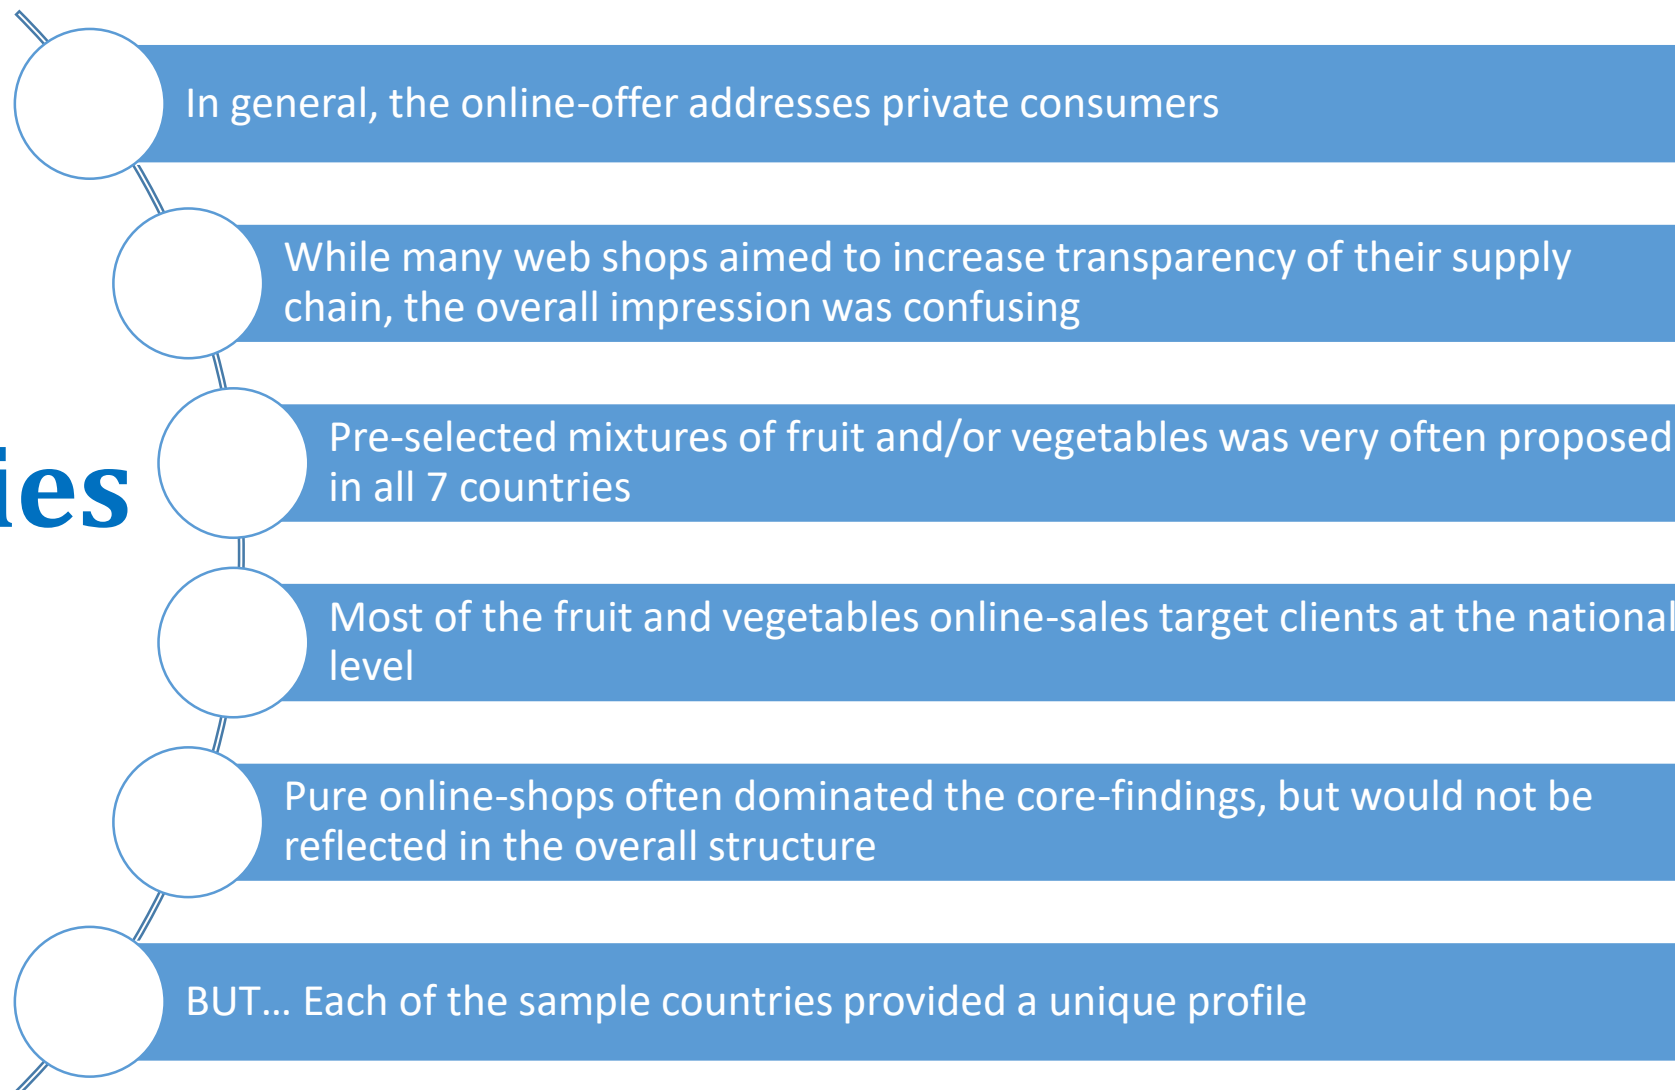 In general, the online-offer addresses private consumers
While many web shops aimed to increase transparency of their supply
chain, the overall impression was confusing
ies
Pre-selected mixtures of fruit and/or vegetables was very often proposed
in all 7 countries
Most of the fruit and vegetables online-sales target clients at the national
level
Pure online-shops often dominated the core-findings, but would not be
reflected in the overall structure
BUT... Each of the sample countries provided a unique profile